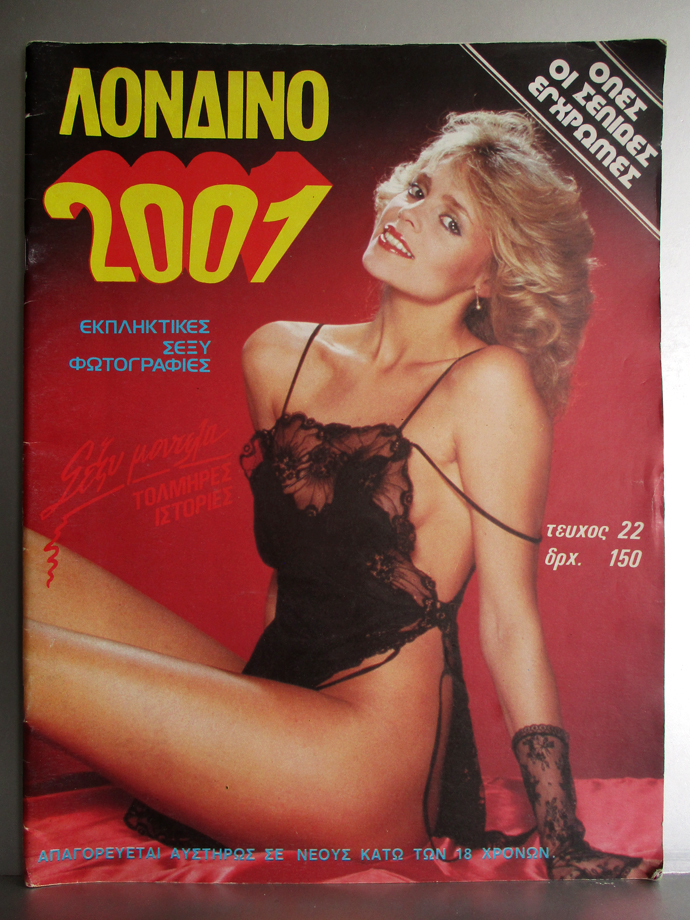 ΛΟΝΔΙΝΟ
2001
ΟΛΕΣ
ΟΙ ΣΕΛΙΔΕΣ
ΕΓΧΡΩΜΕΣ
ΕΚΠΛΗΚΤΙΚΕΣ
ΣΕΞΥ
ΦΩΤΟΓΡΑΦΙΕΣ
Σέξυ μαγεία
ΤΟΛΜΗΡΕΣ
ΙΣΤΟΡΙΕΣ
τευχος 22
δρχ. 150
ΑΠΑΓΟΡΕΥΕΤΑΙ ΑΥΣΤΗΡΩΣ ΣΕ ΝΕΟΥΣ ΚΑΤΩ ΤΩΝ 18 ΧΡΟΝΩΝ.